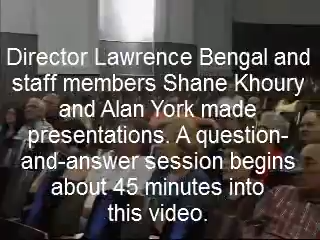 Director Lawrence Bengal and
staff members Shane Khoury
and Alan York made
presentations. A question-
and-answer session begins
about 45 minutes into
this video.